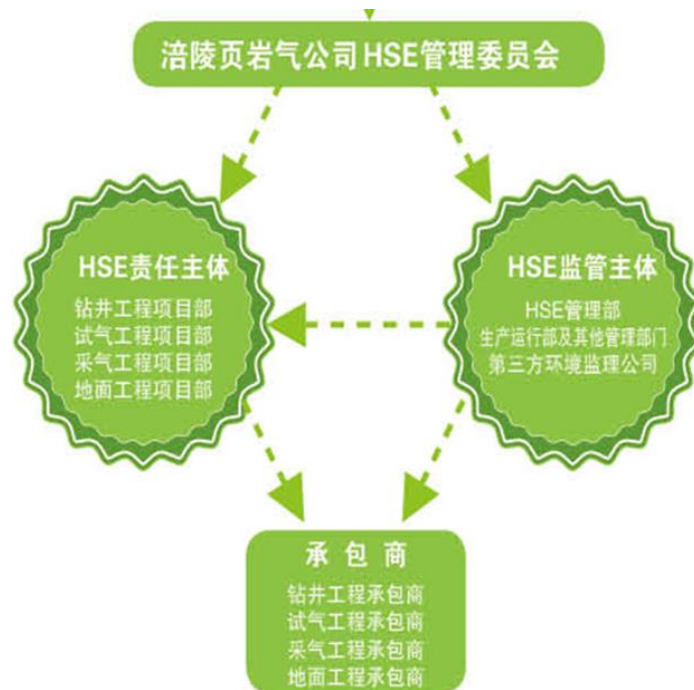 涪陵页岩气公司HSE管理委员会
HSE责任主体
钻井工程项目部
试气工程项目部
采气工程项目部
地面工程项目部
HSE监管主体
HSE管理部
生产运行部及其他管理部门
第三方环境监理公司
承包商
钻井工程承包商
试气工程承包商
采气工程承包商
地面工程承包商